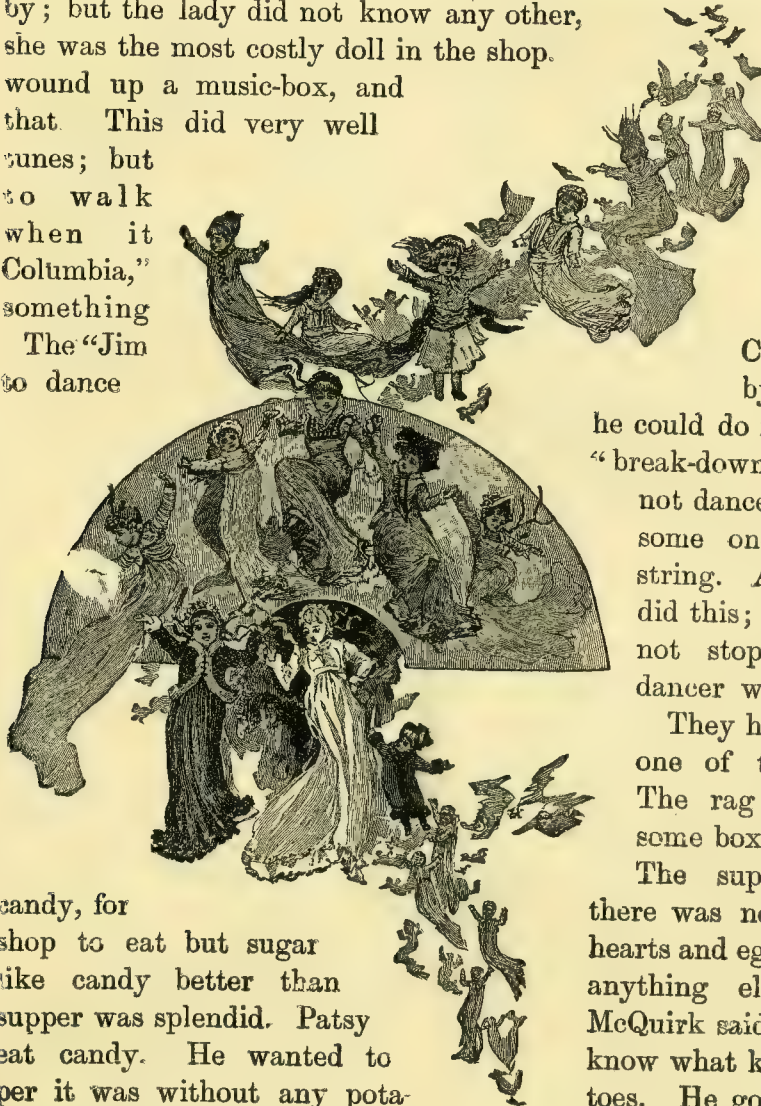 by; but the lady did not know any other,
she was the most costly doll in the shop.
wound up a music-box, and
that. This did very well
tunes; but
to walk
when it
Columbia,"
something
The "Jim
to dance
candy, for
shop to eat but sugar
like candy better than
supper was splendid. Patsy
eat candy. He wanted to
per it was without any pota-
C
by
he could do
"break-down
not dance
some on
string.
did this;
not stop
dancer w
They h
one of t
The rag
some box
The sup
there was no
hearts and eg
anything el
McQuirk said
know what k
toes. He go